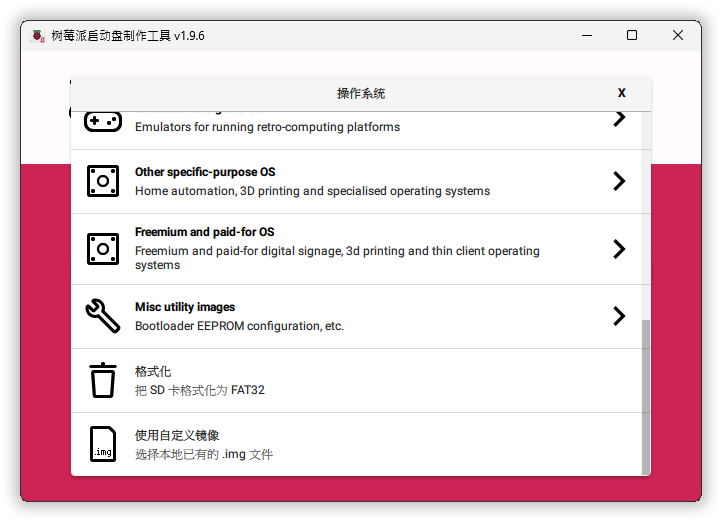 树莓派启动盘制作工具 v1.9.6
操作系统
X
Emulators for running retro-computing platforms
Other specific-purpose OS
Home automation, 3D printing and specialised operating systems
Freemium and paid-for OS
Freemium and paid-for digital signage, 3d printing and thin client operating
systems
Misc utility images
Bootloader EEPROM configuration, etc.
格式化
把 SD 卡格式化为 FAT32
.img
使用自定义镜像
选择本地已有的 .img 文件